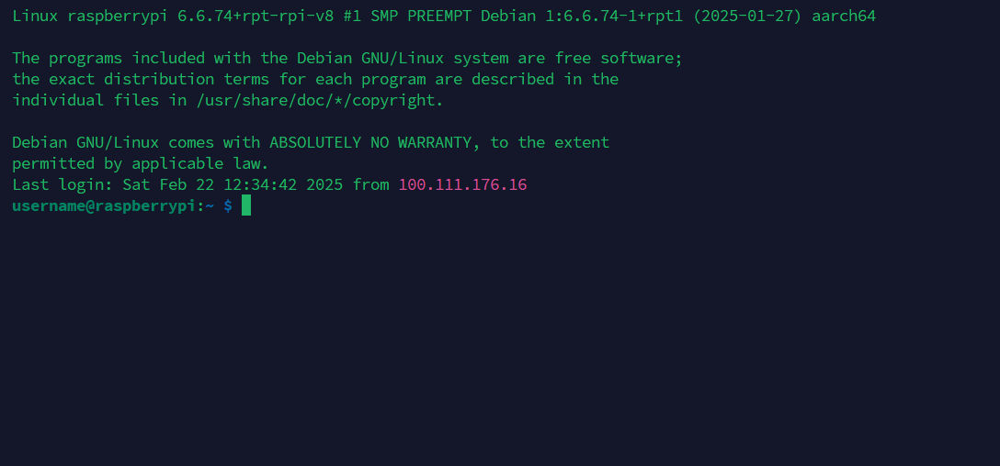 Linux raspberrypi 6.6.74+rpt-rpi-v8 #1 SMP PREEMPT Debian 1:6.6.74-1+rpt1 (2025-01-27) aarch64
The programs included with the Debian GNU/Linux system are free software;
the exact distribution terms for each program are described in the
individual files in /usr/share/doc/*/copyright.
Debian GNU/Linux comes with ABSOLUTELY NO WARRANTY, to the extent
permitted by applicable law.
Last login: Sat Feb 22 12:34:42 2025 from 100.111.176.16
username@raspberrypi:~ $